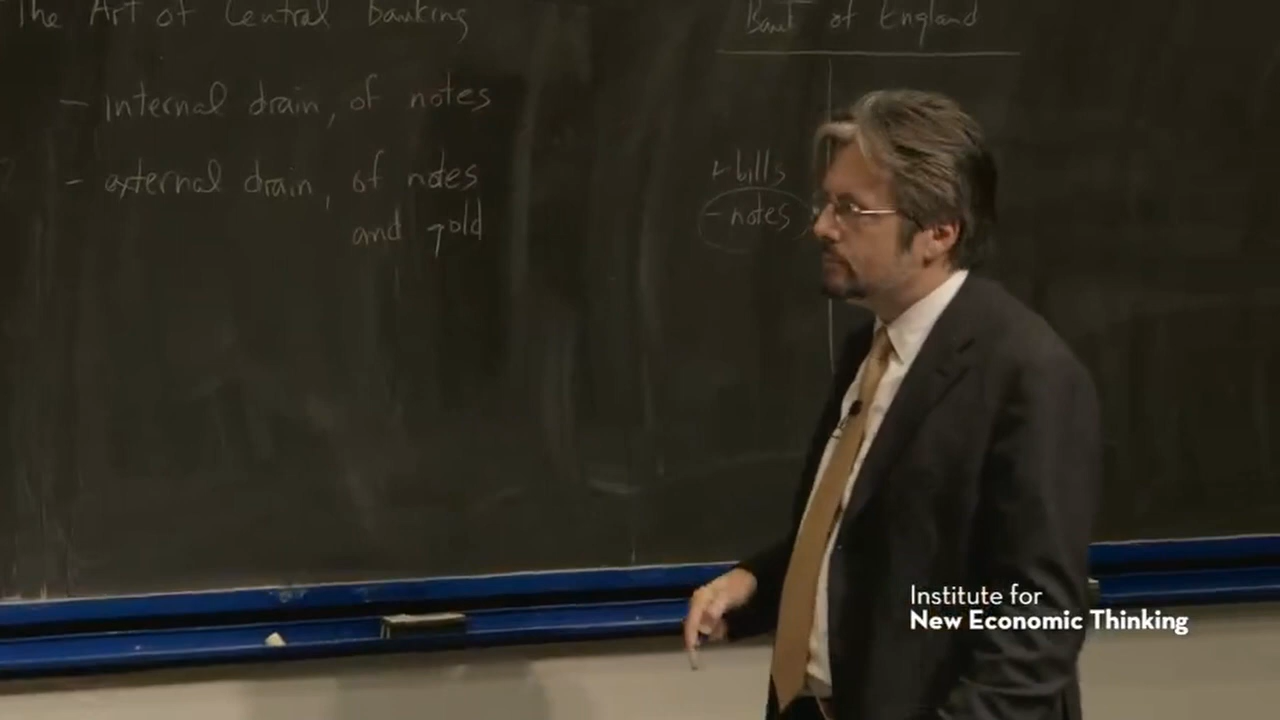 The Art of Central Banking
- internal drain, of notes
- external drain, of notes
and gold
Bank of England
+ bills
- notes
Institute for
New Economic Thinking